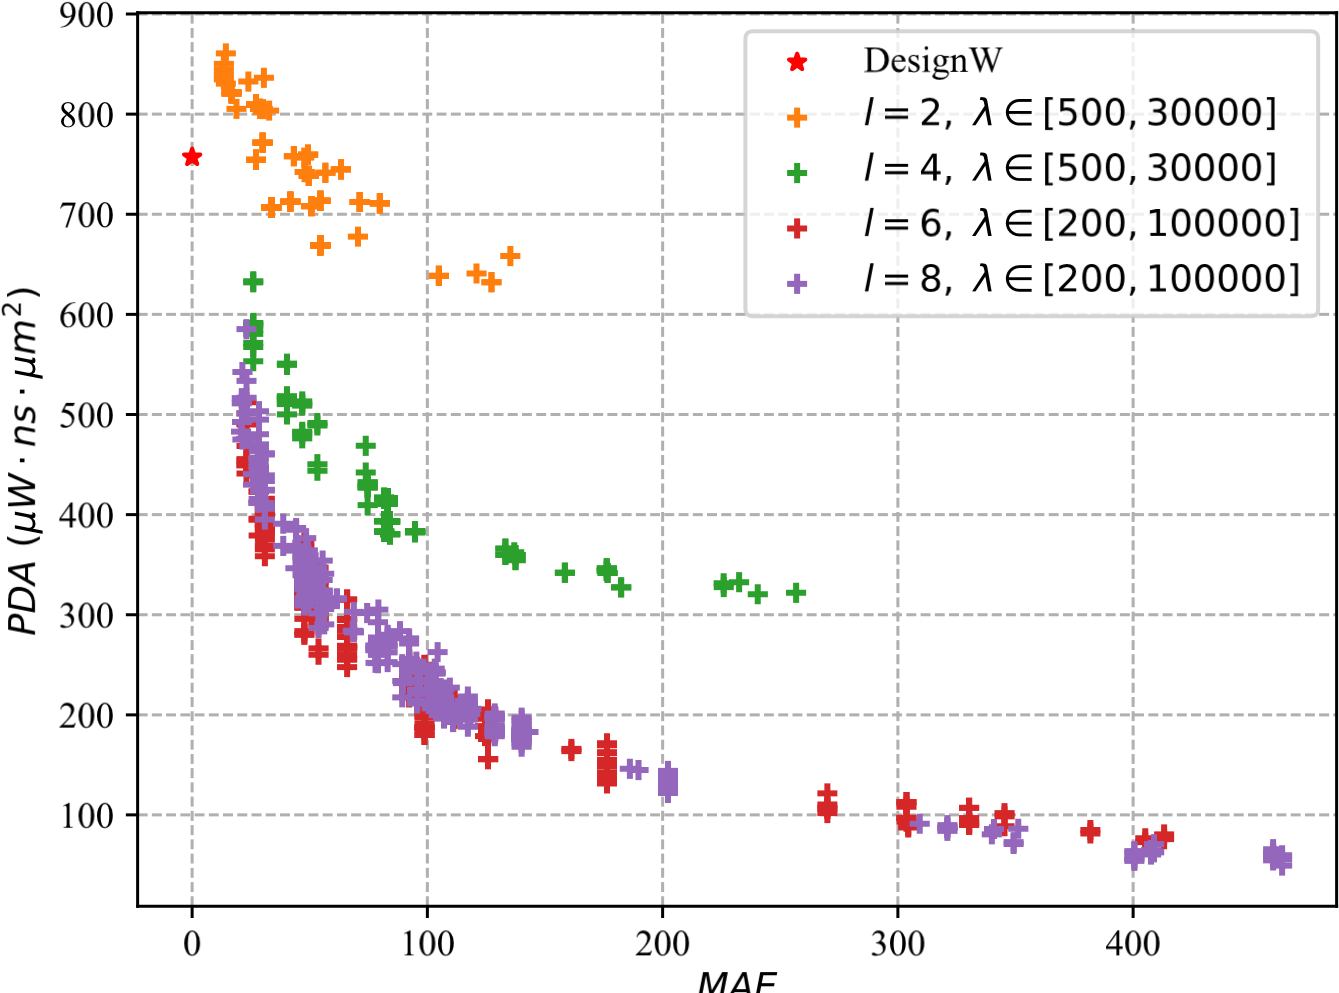 900
800
700
600
500
400
300
200
100
PDA (μW · ns · μm²)
DesignW
l = 2, λ ∈ [500, 30000]
l = 4, λ ∈ [500, 30000]
l = 6, λ ∈ [200, 100000]
l = 8, λ ∈ [200, 100000]
0 100 200 300 400
MAE